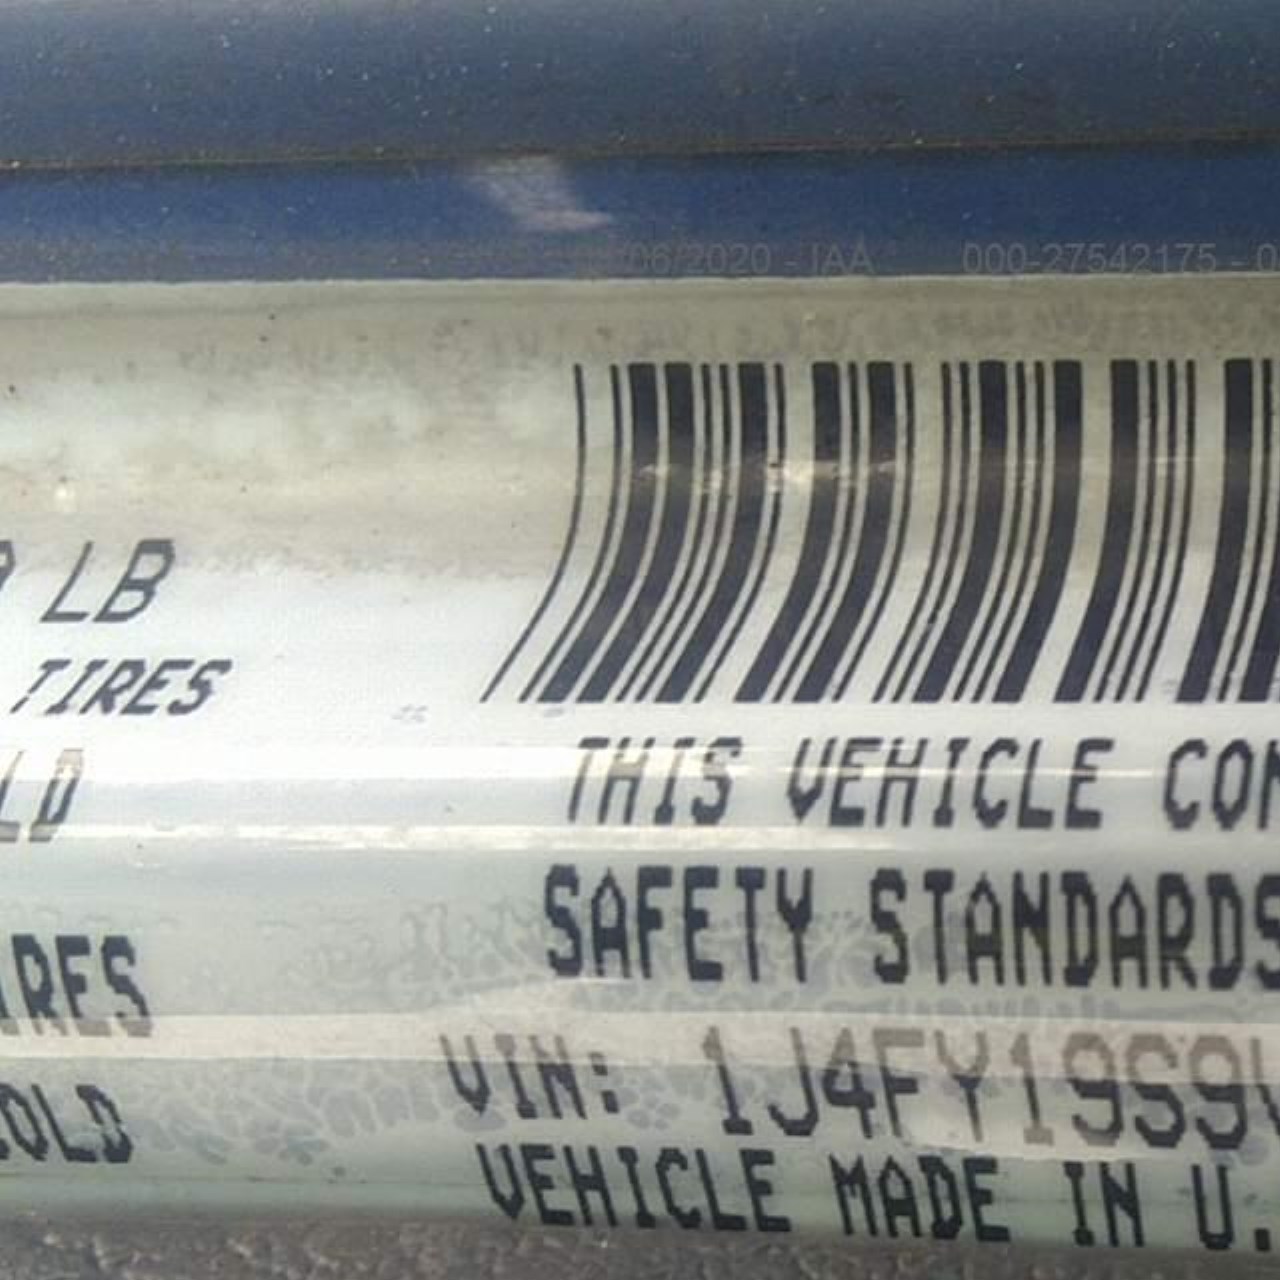 06/2020 - IAA 000-27542175 - 0
LB
TIRES
LD
THIS VEHICLE CON
SAFETY STANDARDS
IRES
VIN: 1J4FY19S9V
OLD
VEHICLE MADE IN U.